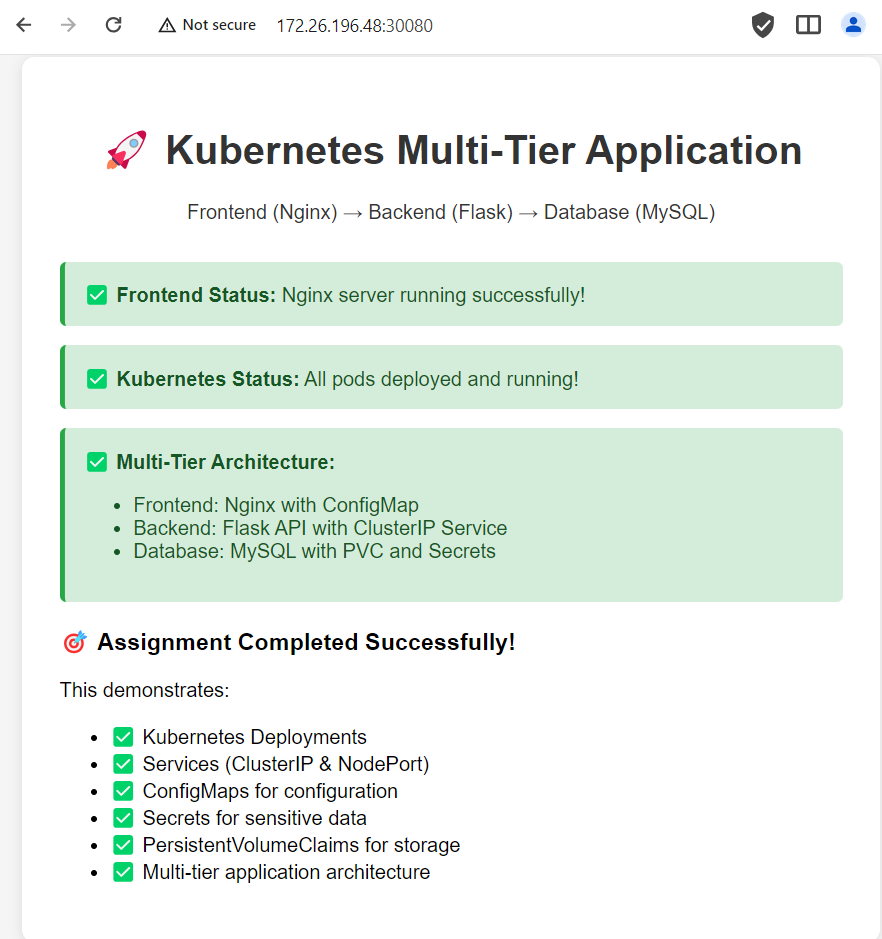 Not secure 172.26.196.48:30080
🚀 Kubernetes Multi-Tier Application
Frontend (Nginx) → Backend (Flask) → Database (MySQL)
✅ Frontend Status: Nginx server running successfully!
✅ Kubernetes Status: All pods deployed and running!
✅ Multi-Tier Architecture:
• Frontend: Nginx with ConfigMap
• Backend: Flask API with ClusterIP Service
• Database: MySQL with PVC and Secrets
🎯 Assignment Completed Successfully!
This demonstrates:
• ✅ Kubernetes Deployments
• ✅ Services (ClusterIP & NodePort)
• ✅ ConfigMaps for configuration
• ✅ Secrets for sensitive data
• ✅ PersistentVolumeClaims for storage
• ✅ Multi-tier application architecture